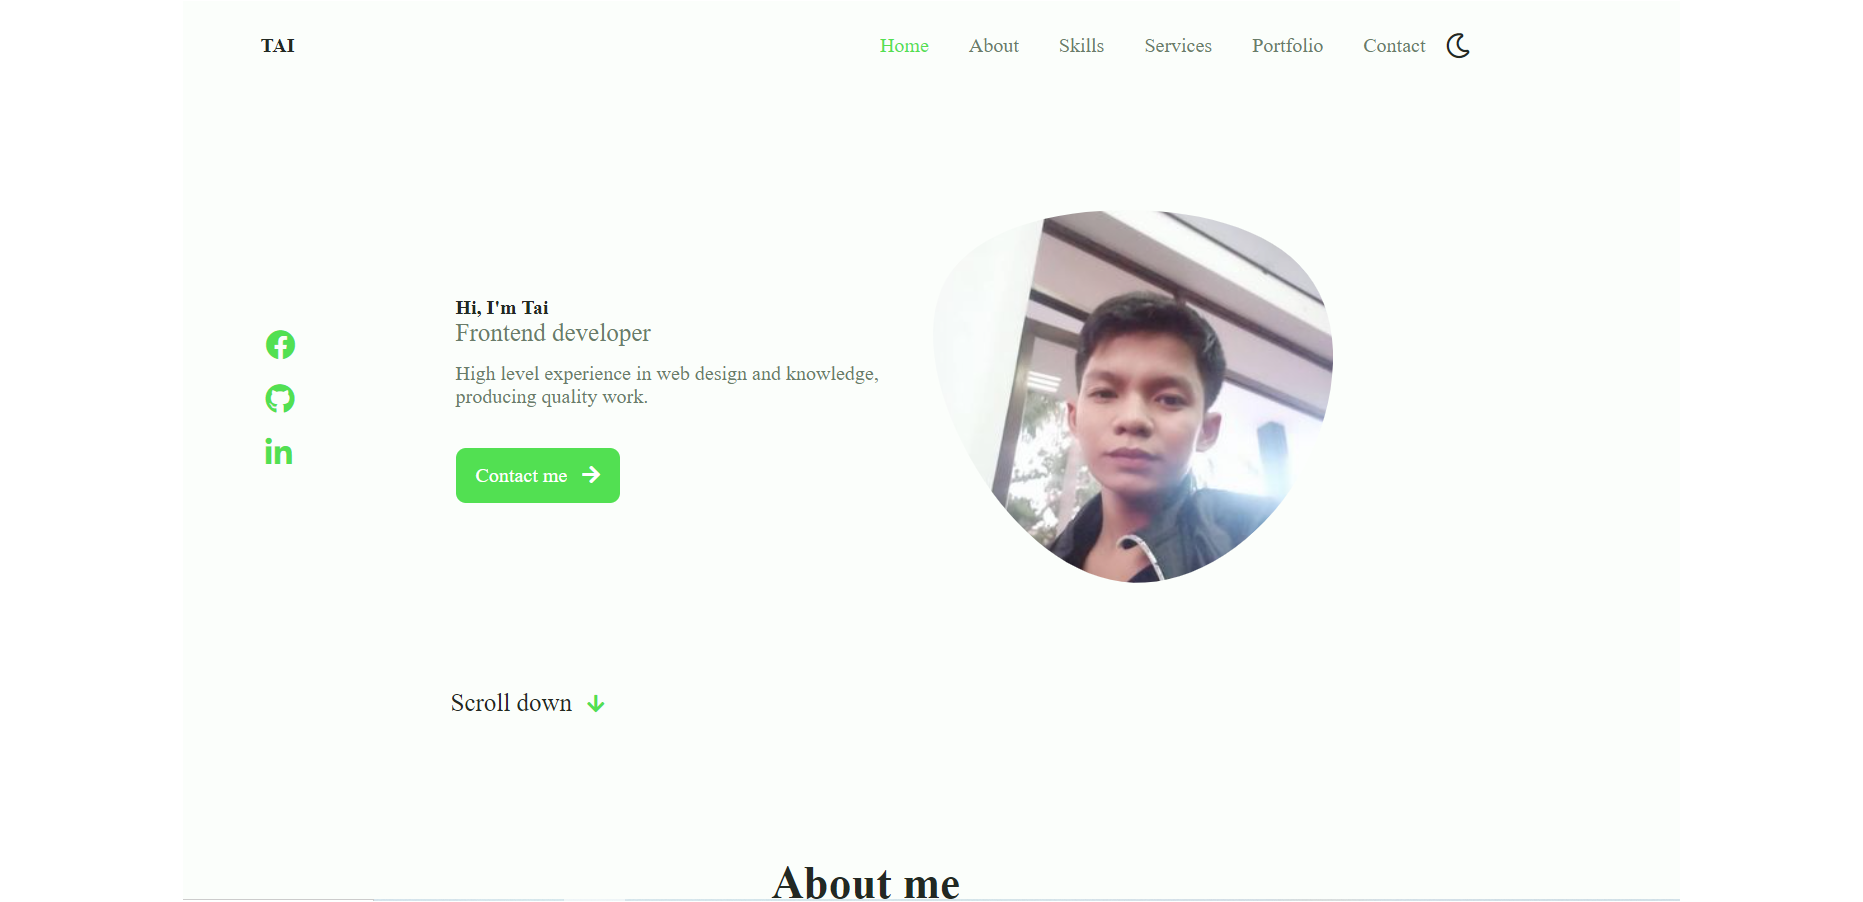 TAI
Home About Skills Services Portfolio Contact
Hi, I'm Tai
Frontend developer
High level experience in web design and knowledge,
producing quality work.
Contact me
Scroll down
About me